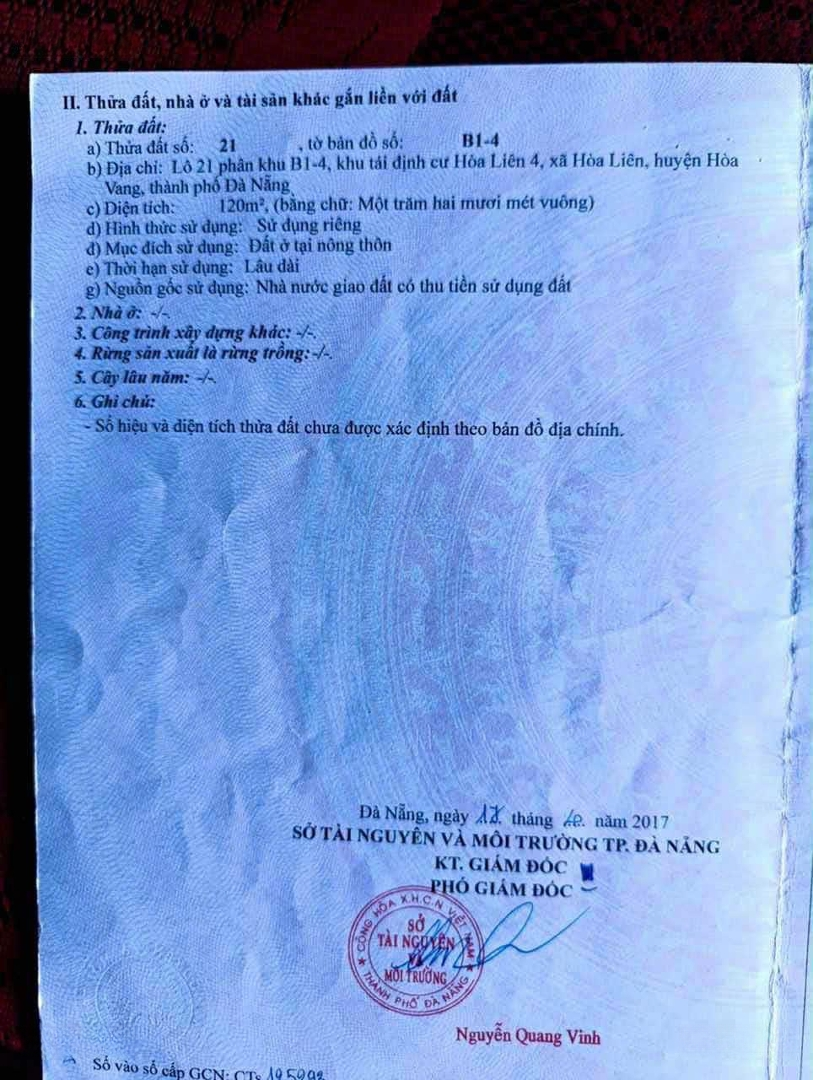 II. Thửa đất, nhà ở và tài sản khác gắn liền với đất
1. Thửa đất:
a) Thửa đất số: 21 , tờ bản đồ số: B1-4
b) Địa chỉ: Lô 21 phân khu B1-4, khu tái định cư Hòa Liên 4, xã Hòa Liên, huyện Hòa
Vang, thành phố Đà Nẵng
c) Diện tích: 120m², (bằng chữ: Một trăm hai mươi mét vuông)
d) Hình thức sử dụng: Sử dụng riêng
đ) Mục đích sử dụng: Đất ở tại nông thôn
e) Thời hạn sử dụng: Lâu dài
g) Nguồn gốc sử dụng: Nhà nước giao đất có thu tiền sử dụng đất
2. Nhà ở: -/-.
3. Công trình xây dựng khác: -/-.
4. Rừng sản xuất là rừng trồng: -/-.
5. Cây lâu năm: -/-.
6. Ghi chú:
- Số hiệu và diện tích thửa đất chưa được xác định theo bản đồ địa chính.
Đà Nẵng, ngày tháng năm 2017
SỞ TÀI NGUYÊN VÀ MÔI TRƯỜNG TP. ĐÀ NẴNG
KT. GIÁM ĐỐC
PHÓ GIÁM ĐỐC
CỘNG HÒA X.H.C.N VIỆT NAM
SỞ
TÀI NGUYÊN
VÀ
MÔI TRƯỜNG
THÀNH PHỐ ĐÀ NẴNG
Nguyễn Quang Vinh
Số vào sổ cấp GCN: CTs